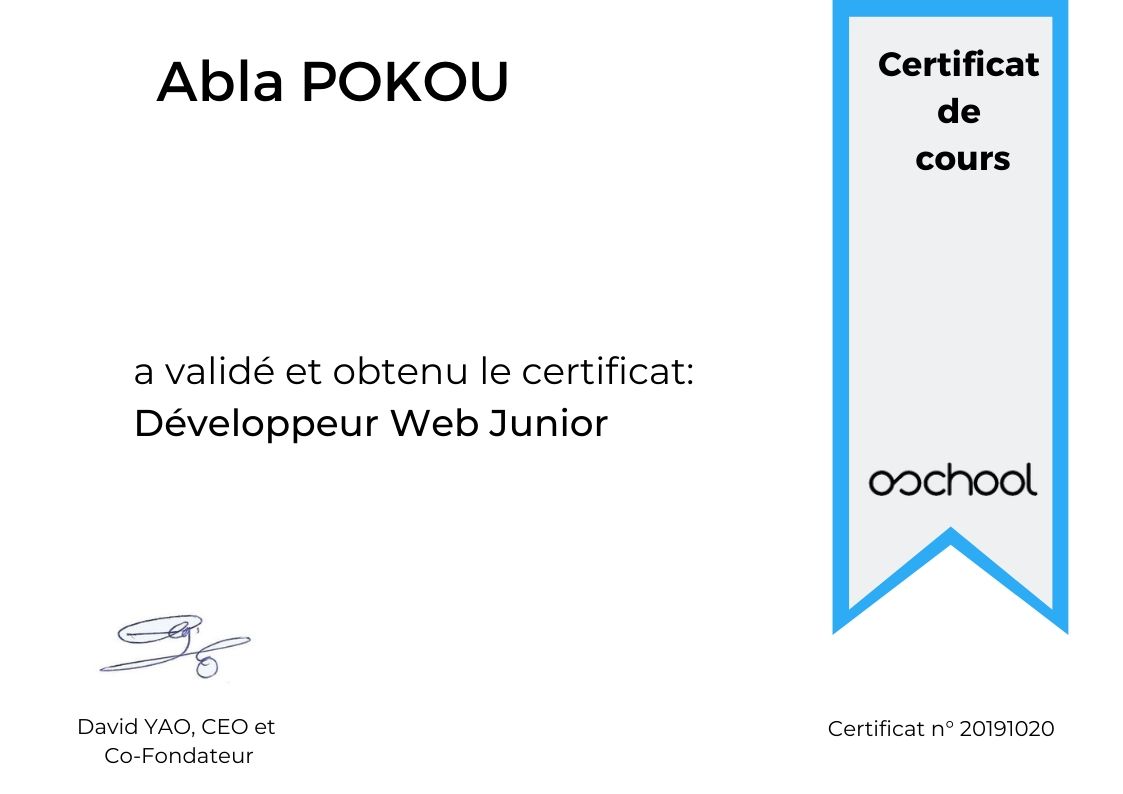 Abla POKOU
Certificat
de
cours
a validé et obtenu le certificat:
Développeur Web Junior
oschool
David YAO, CEO et
Co-Fondateur
Certificat n° 20191020